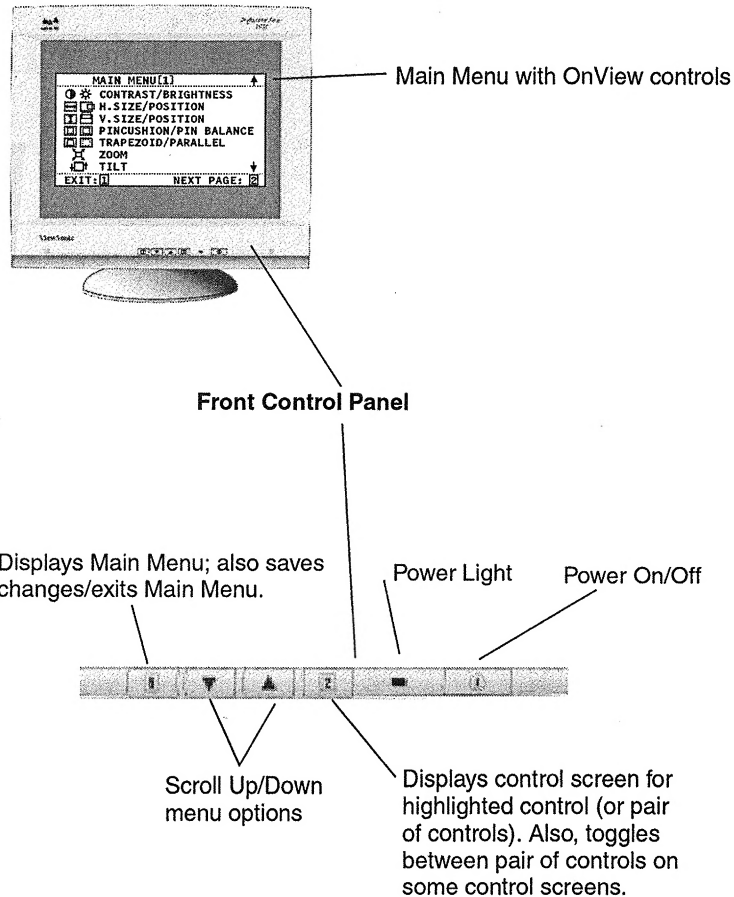 MAIN MENU[1]
CONTRAST/BRIGHTNESS
H.SIZE/POSITION
V.SIZE/POSITION
PINCUSHION/PIN BALANCE
TRAPEZOID/PARALLEL
ZOOM
TILT
EXIT:1 NEXT PAGE: 2
ViewSonic
Main Menu with OnView controls
Front Control Panel
Displays Main Menu; also saves
changes/exits Main Menu.
Power Light
Power On/Off
1
2
Scroll Up/Down
menu options
Displays control screen for
highlighted control (or pair
of controls). Also, toggles
between pair of controls on
some control screens.